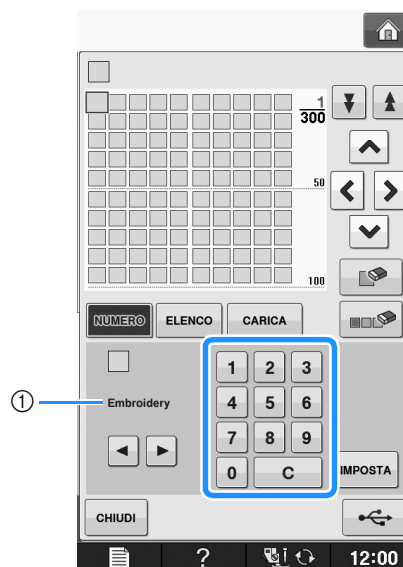 1
300
50
100
NUMERO ELENCO CARICA
1 2 3
① Embroidery
4 5 6
7 8 9
0 C
IMPOSTA
CHIUDI
? 12:00